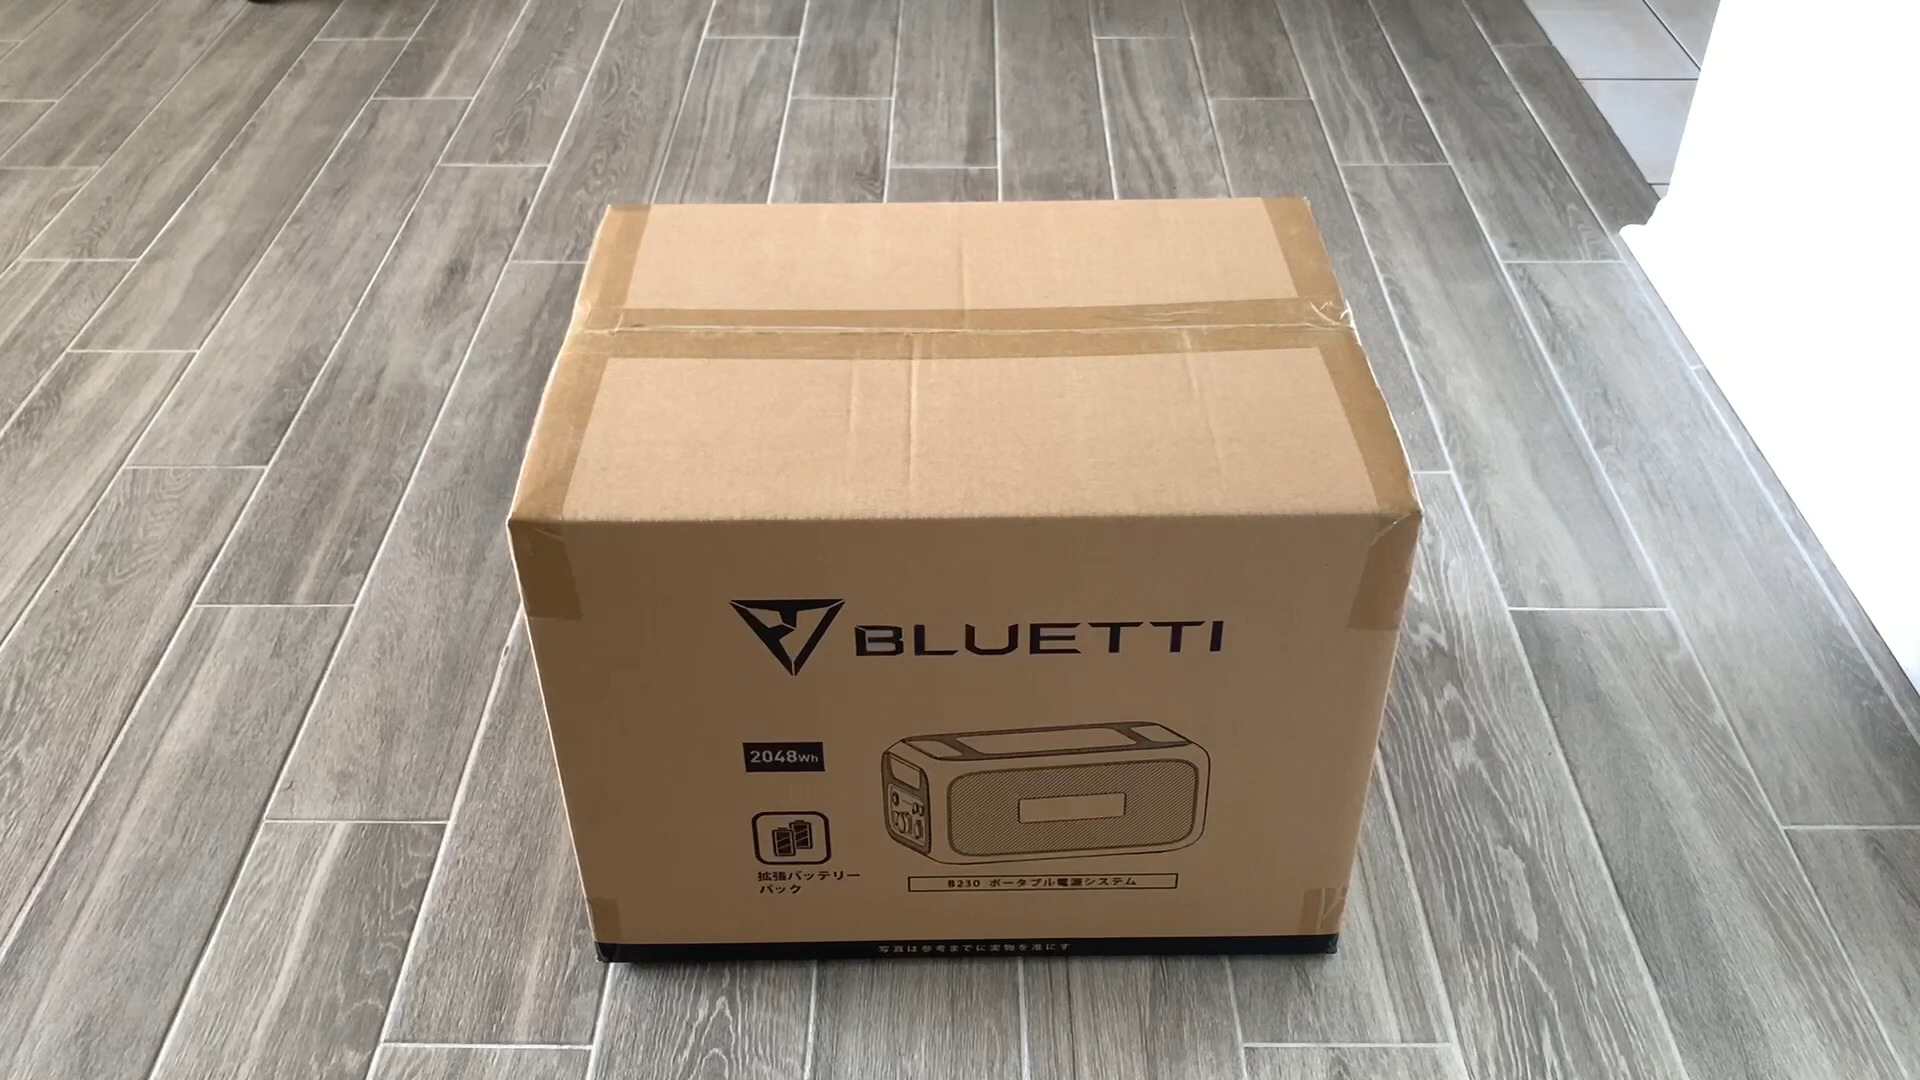 BLUETTI
2048Wh
拡張バッテリー
パック
B230 ポータブル電源システム
写真は参考までに実物を准にす